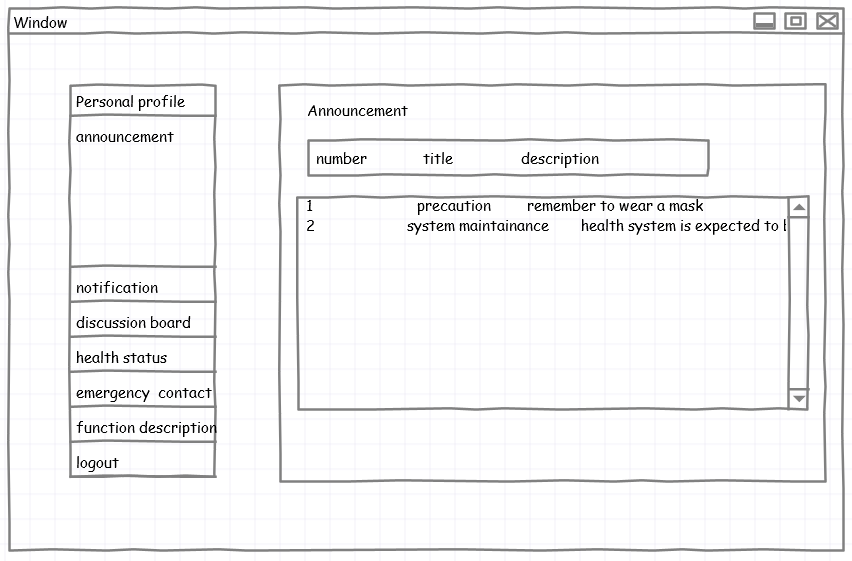 Window
Personal profile
announcement
notification
discussion board
health status
emergency contact
function description
logout
Announcement
number title description
1 precaution remember to wear a mask
2 system maintainance health system is expected to